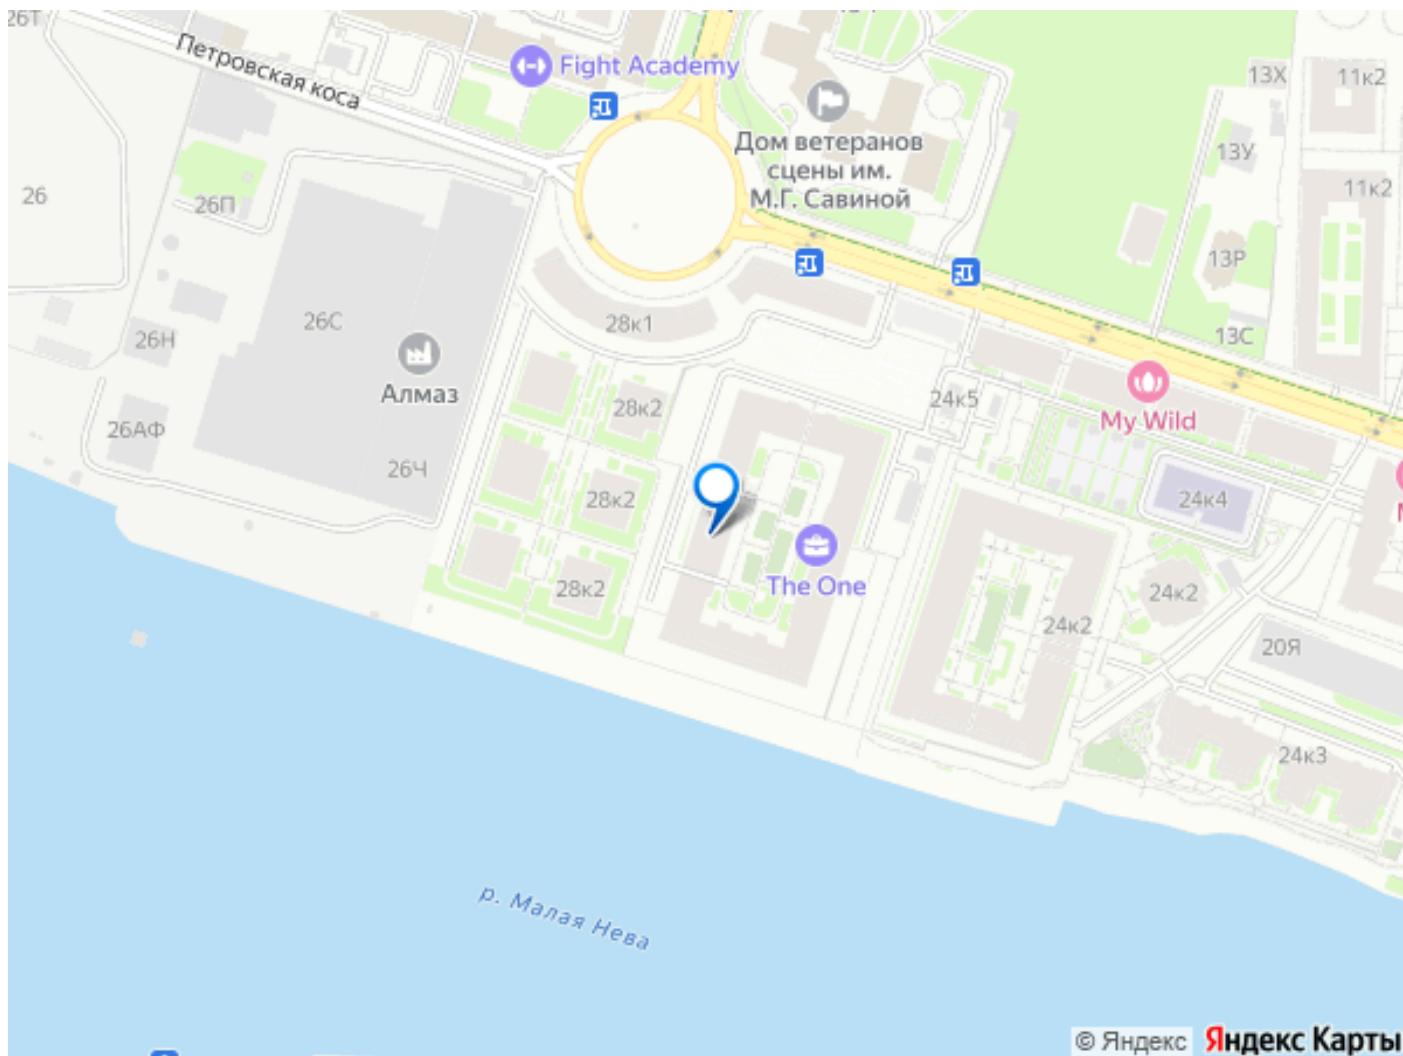 26Т
Петровская коса
Fight Academy
Дом ветеранов
сцены им.
М.Г. Савиной
13Х
11к2
13У
11к2
26
26П
13Р
26С
28к1
13С
26Н
Алмаз
28к2
24к5
My Wild
26АФ
26Ч
28к2
24к4
The One
28к2
24к2
24к2
20Я
24к3
р. Малая Нева
© Яндекс Яндекс Карты